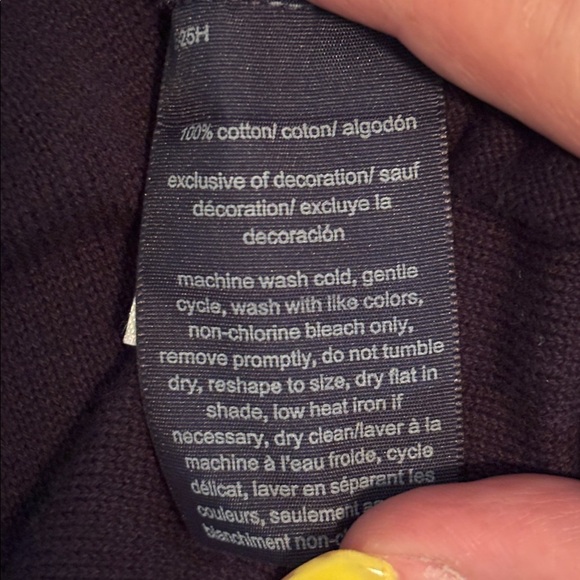 25H
100% cotton/ coton/ algodón
exclusive of decoration/ sauf
décoration/ excluye la
decoración
machine wash cold, gentle
cycle, wash with like colors,
non-chlorine bleach only,
remove promptly, do not tumble
dry, reshape to size, dry flat in
shade, low heat iron if
necessary, dry clean/laver à la
machine à l'eau froide, cycle
délicat, laver en séparant les
couleurs, seulement
blanchiment non-